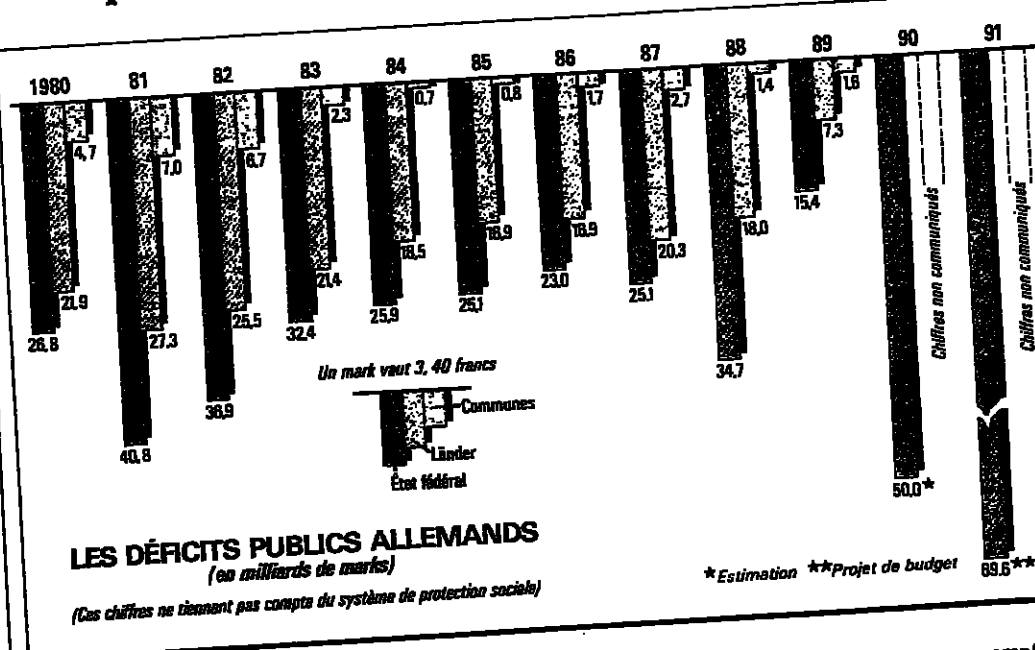 1980 81 82 83 84 85 86 87 88 89 90 91
4,7 7,0 6,7 2,3 0,7 0,8 1,7 2,7 1,4 1,6
21,9 27,3 25,5 21,4 18,5 16,9 16,9 20,3 18,0 7,3
26,8 40,8 36,9 32,4 25,9 25,1 23,0 25,1 34,7 15,4 50,0* 69.6**
Chiffres non communiqués
Chiffres non communiqués
Un mark vaut 3, 40 francs
Communes
Länder
État fédéral
LES DÉFICITS PUBLICS ALLEMANDS
(en milliards de marks)
(Ces chiffres ne tiennent pas compte du système de protection sociale)
*Estimation **Projet de budget